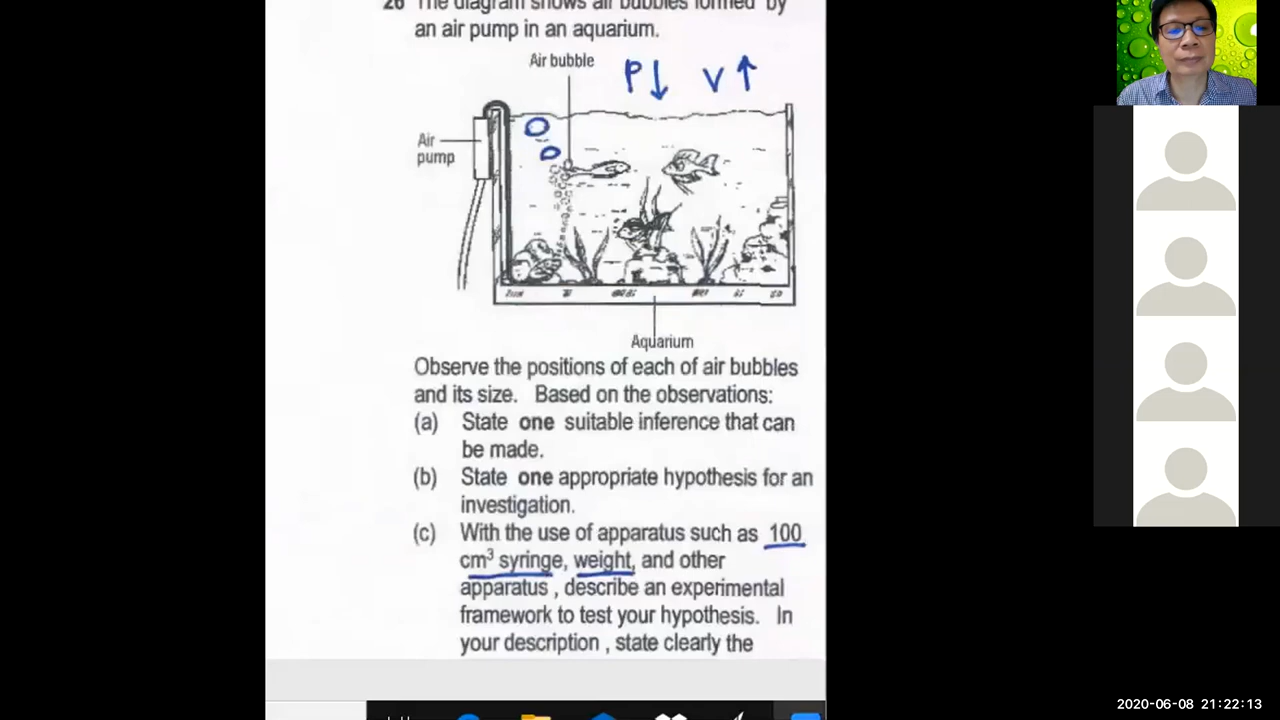 26 The diagram shows air bubbles formed by
an air pump in an aquarium.
Air bubble
P↓ V↑
Air
pump
Aquarium
Observe the positions of each of air bubbles
and its size. Based on the observations:
(a) State one suitable inference that can
be made.
(b) State one appropriate hypothesis for an
investigation.
(c) With the use of apparatus such as 100
cm³ syringe, weight, and other
apparatus , describe an experimental
framework to test your hypothesis. In
your description , state clearly the
2020-06-08 21:22:13